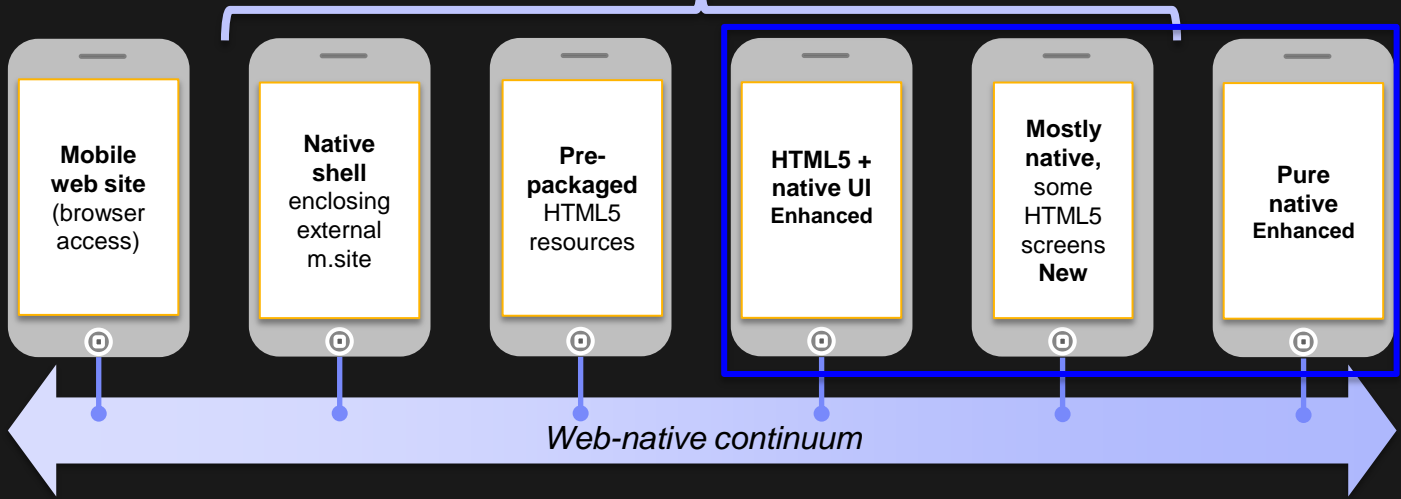 Mobile
web site
(browser
access)
Native
shell
enclosing
external
m.site
Pre-
packaged
HTML5
resources
HTML5 +
native UI
Enhanced
Mostly
native,
some
HTML5
screens
New
Pure
native
Enhanced
Web-native continuum